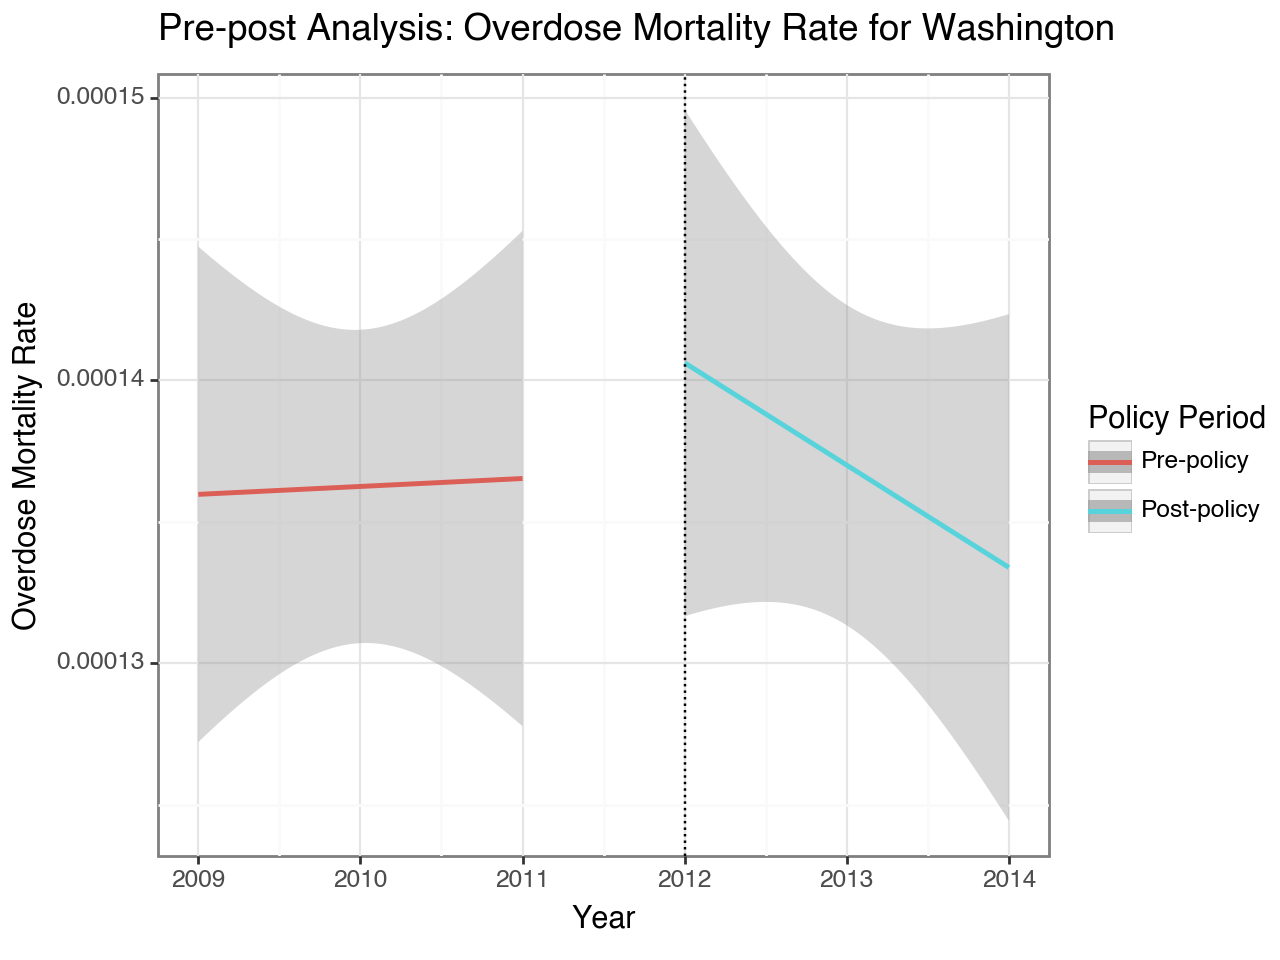 Pre-post Analysis: Overdose Mortality Rate for Washington
0.00015
0.00014
0.00013
Overdose Mortality Rate
2009 2010 2011 2012 2013 2014
Year
Policy Period
Pre-policy
Post-policy